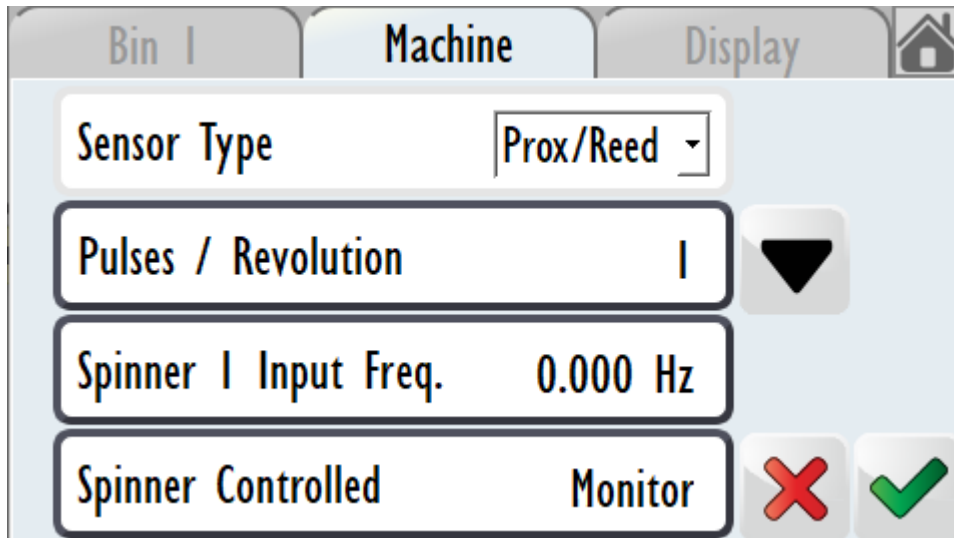 Bin 1 Machine Display
Sensor Type Prox/Reed
Pulses / Revolution 1
Spinner 1 Input Freq. 0.000 Hz
Spinner Controlled Monitor